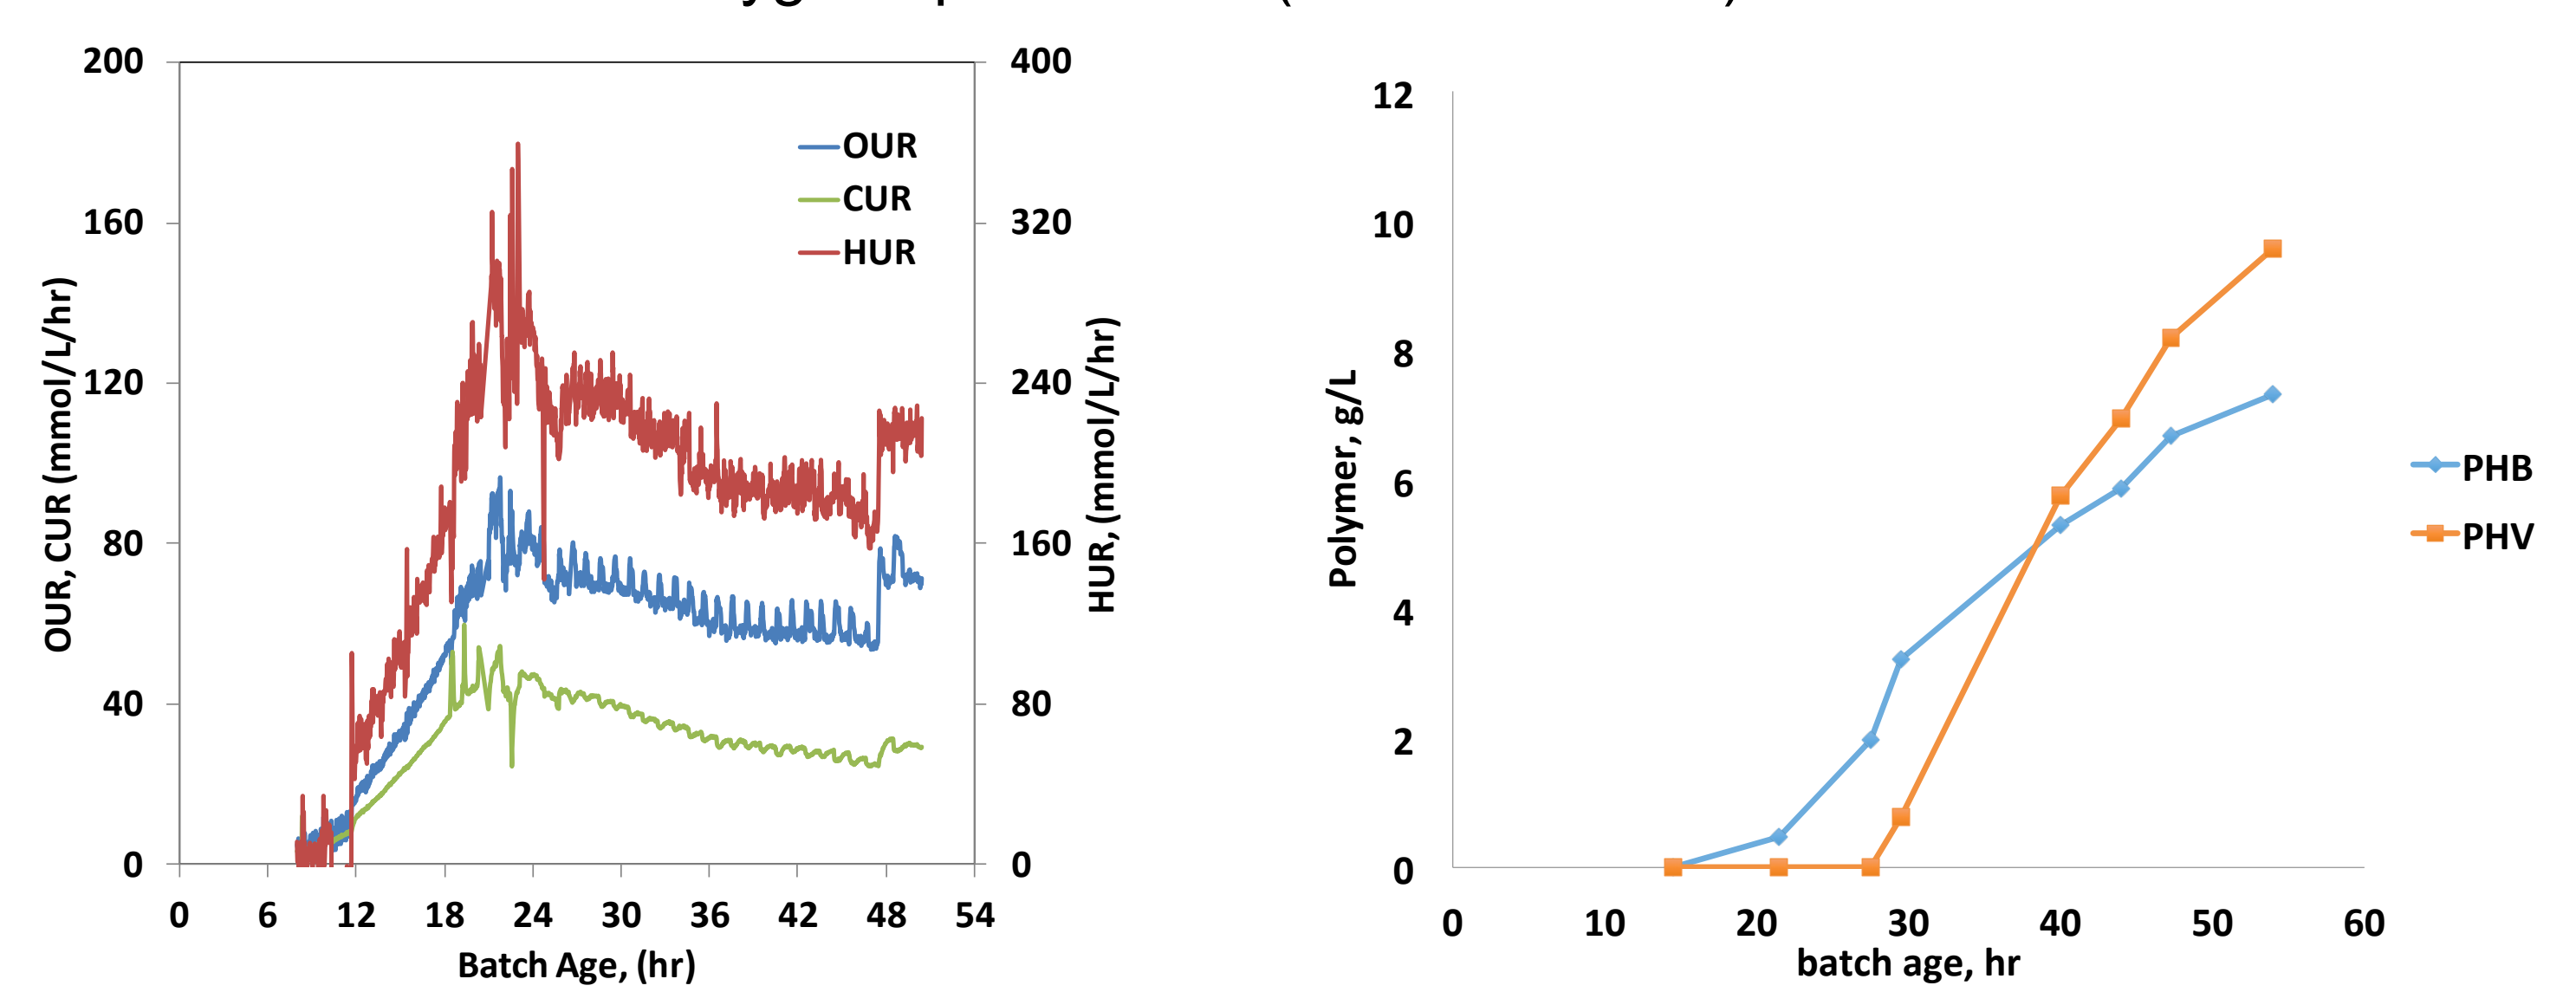 200
160
120
80
40
0
OUR, CUR (mmol/L/hr)
400
320
240
160
80
0
HUR, (mmol/L/hr)
OUR
CUR
HUR
0 6 12 18 24 30 36 42 48 54
Batch Age, (hr)
12
10
8
6
4
2
0
Polymer, g/L
0 10 20 30 40 50 60
batch age, hr
PHB
PHV